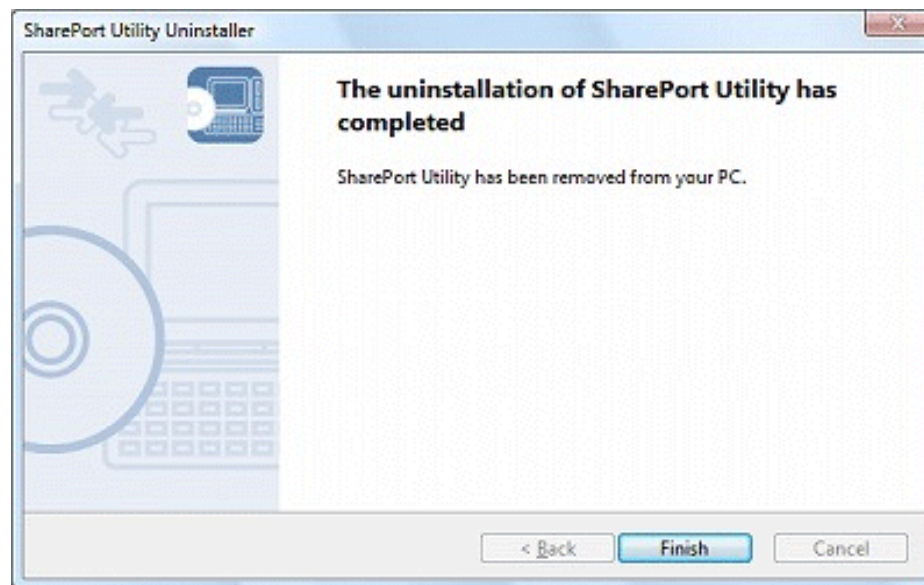 SharePort Utility Uninstaller
The uninstallation of SharePort Utility has
completed
SharePort Utility has been removed from your PC.
< Back
Finish
Cancel